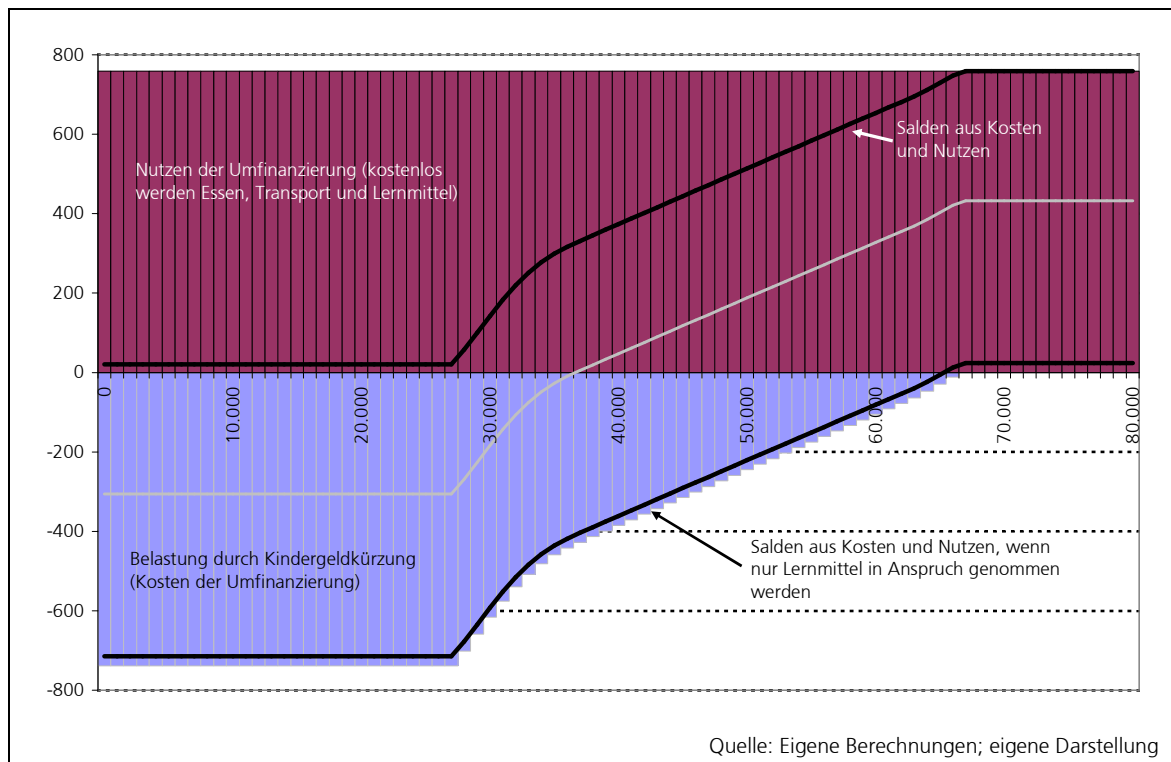 800
600
400
200
0
-200
-400
-600
-800
Nutzen der Umfinanzierung (kostenlos
werden Essen, Transport und Lernmittel)
Salden aus Kosten
und Nutzen
0
10.000
20.000
30.000
40.000
50.000
60.000
70.000
80.000
Belastung durch Kindergeldkürzung
(Kosten der Umfinanzierung)
Salden aus Kosten und Nutzen, wenn
nur Lernmittel in Anspruch genommen
werden
Quelle: Eigene Berechnungen; eigene Darstellung